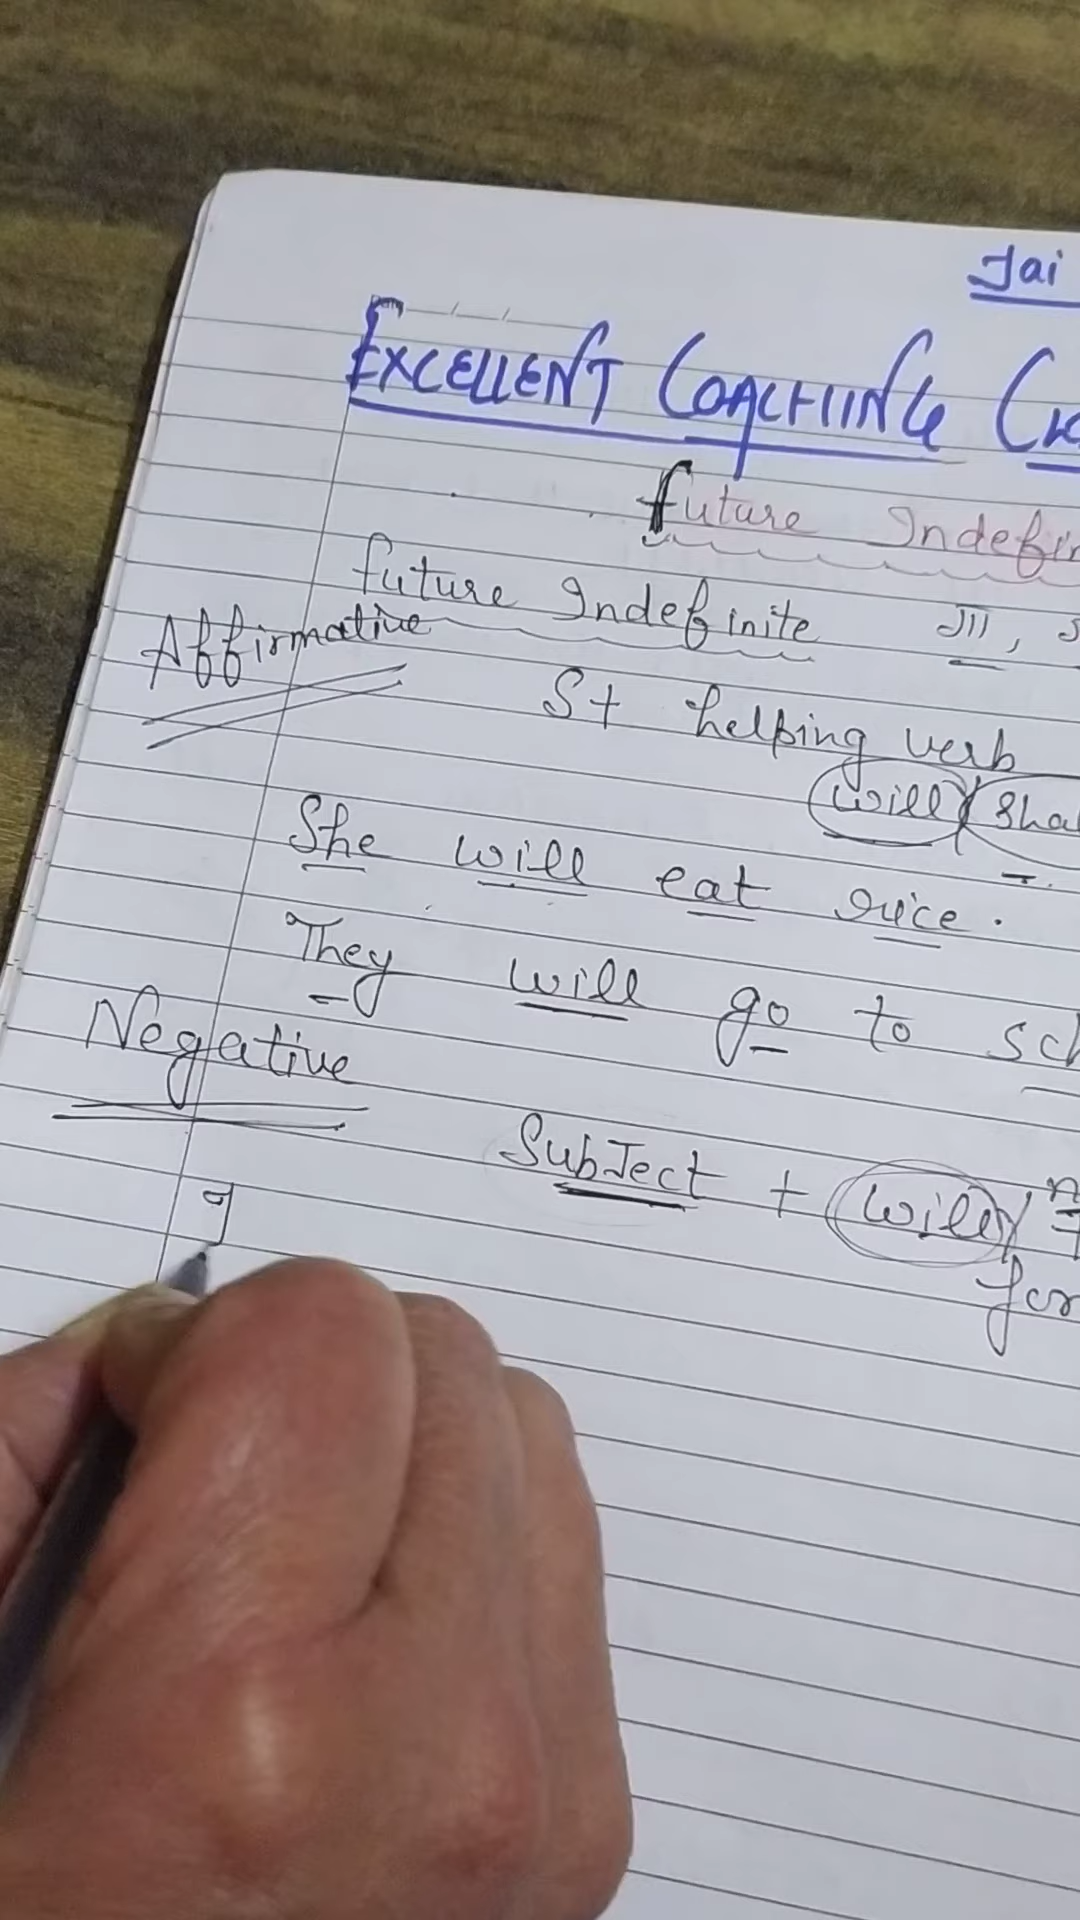 Jai
EXCELLENT COACHING
Future
Future Indefinite गा,
Affirmative
S+ helping verb
will
She will eat rice.
They will go to
Negative
SubJect + will/